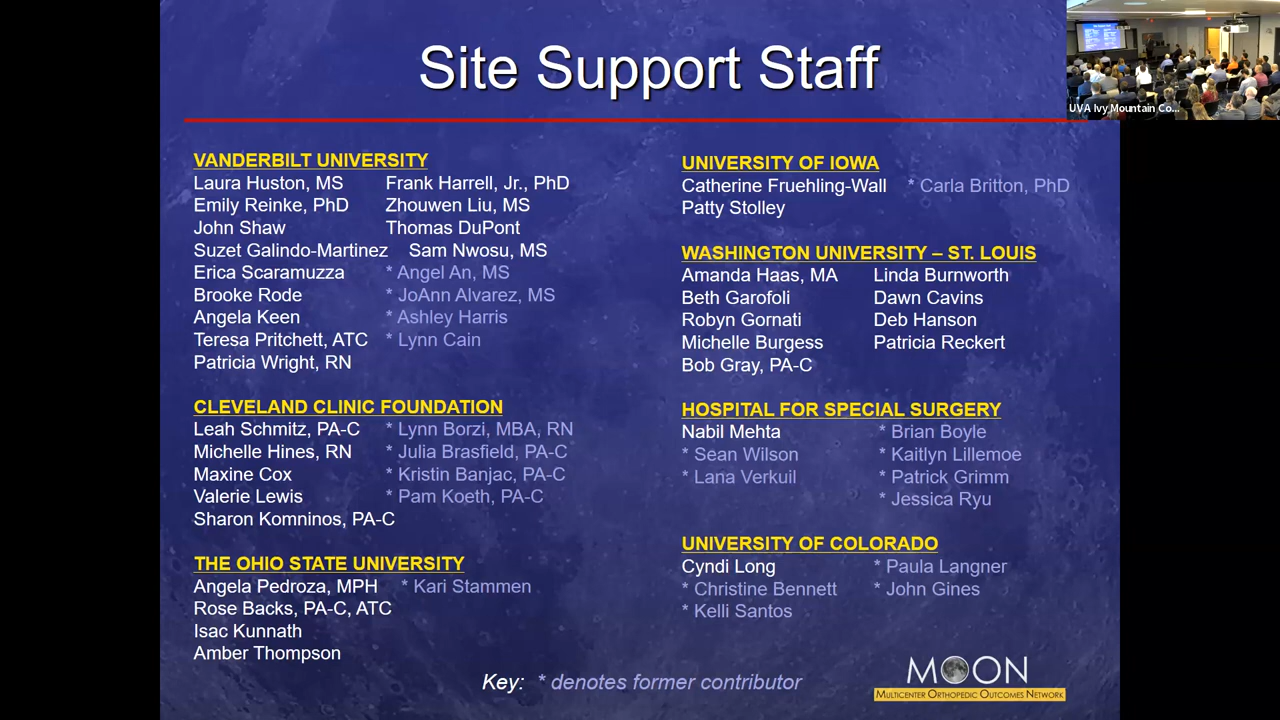 Site Support Staff
UVA Ivy Mountain Co...
VANDERBILT UNIVERSITY
Laura Huston, MS Frank Harrell, Jr., PhD
Emily Reinke, PhD Zhouwen Liu, MS
John Shaw Thomas DuPont
Suzet Galindo-Martinez Sam Nwosu, MS
Erica Scaramuzza * Angel An, MS
Brooke Rode * JoAnn Alvarez, MS
Angela Keen * Ashley Harris
Teresa Pritchett, ATC * Lynn Cain
Patricia Wright, RN
CLEVELAND CLINIC FOUNDATION
Leah Schmitz, PA-C * Lynn Borzi, MBA, RN
Michelle Hines, RN * Julia Brasfield, PA-C
Maxine Cox * Kristin Banjac, PA-C
Valerie Lewis * Pam Koeth, PA-C
Sharon Komninos, PA-C
THE OHIO STATE UNIVERSITY
Angela Pedroza, MPH * Kari Stammen
Rose Backs, PA-C, ATC
Isac Kunnath
Amber Thompson
UNIVERSITY OF IOWA
Catherine Fruehling-Wall * Carla Britton, PhD
Patty Stolley
WASHINGTON UNIVERSITY – ST. LOUIS
Amanda Haas, MA Linda Burnworth
Beth Garofoli Dawn Cavins
Robyn Gornati Deb Hanson
Michelle Burgess Patricia Reckert
Bob Gray, PA-C
HOSPITAL FOR SPECIAL SURGERY
Nabil Mehta * Brian Boyle
* Sean Wilson * Kaitlyn Lillemoe
* Lana Verkuil * Patrick Grimm
* Jessica Ryu
UNIVERSITY OF COLORADO
Cyndi Long * Paula Langner
* Christine Bennett * John Gines
* Kelli Santos
Key: * denotes former contributor
MOON
MULTICENTER ORTHOPEDIC OUTCOMES NETWORK